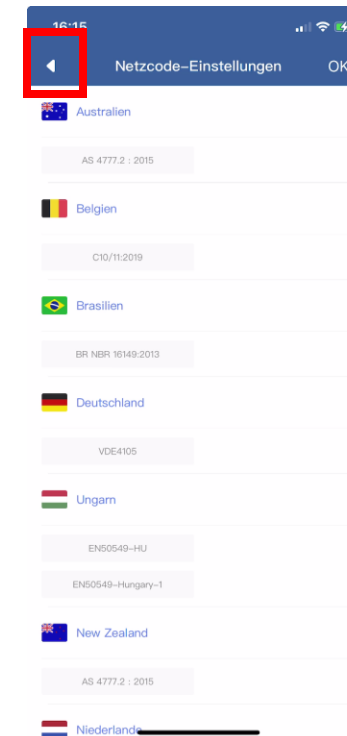 16:15
Netzcode-Einstellungen OK
Australien
AS 4777.2 : 2015
Belgien
C10/11:2019
Brasilien
BR NBR 16149:2013
Deutschland
VDE4105
Ungarn
EN50549-HU
EN50549-Hungary-1
New Zealand
AS 4777.2 : 2015
Niederlande